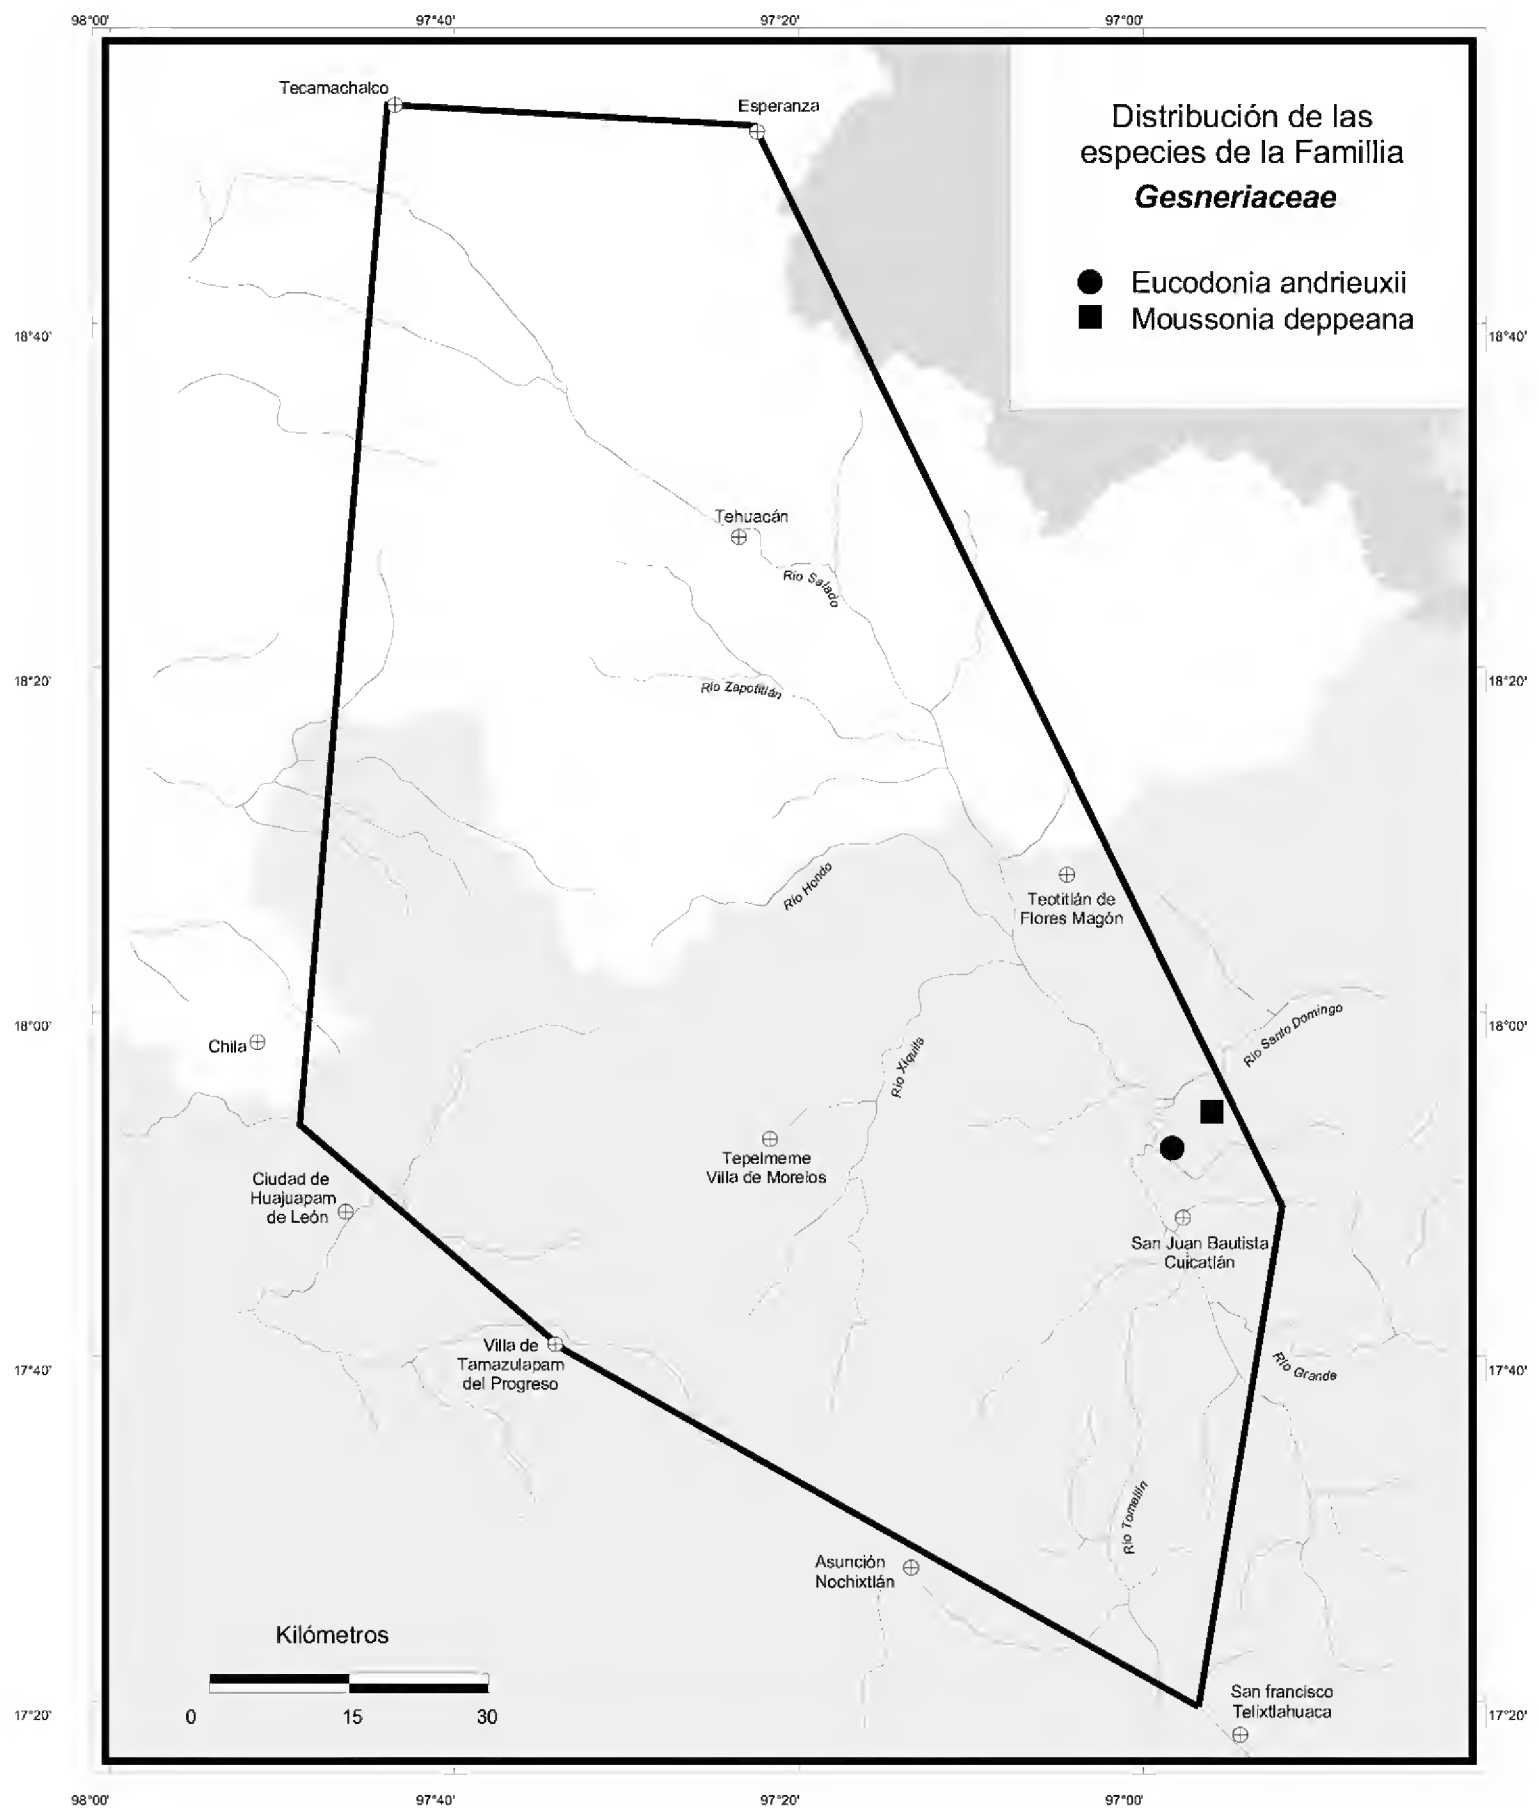 98°00'
97°40'
97°20'
97°00'
Tecamachalco
Esperanza
Distribución de las
especies de la Famillia
Gesneriaceae
Eucodonia andrieuxii
Moussonia deppeana
18°40'
18°40'
Tehuacán
Río Salado
18°20'
18°20'
Río Zapotitlán
Río Hondo
Teotitlán de
Flores Magón
18°00'
18°00'
Chila
Río Santo Domingo
Río Xiquila
Tepelmeme
Villa de Morelos
Ciudad de
Huajuapam
de León
San Juan Bautista
Cuicatlán
17°40'
17°40'
Villa de
Tamazulapam
del Progreso
Río Grande
Río Tomellín
Asunción
Nochixtlán
Kilómetros
0
15
30
San francisco
Telixtlahuaca
17°20'
17°20'
98°00'
97°40'
97°20'
97°00'